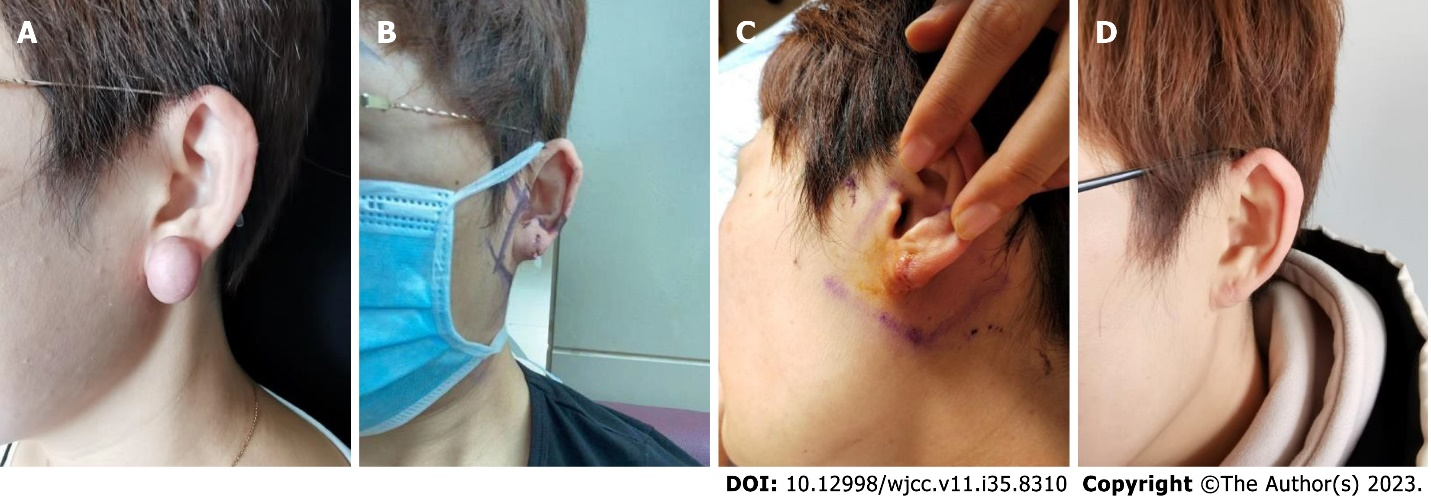 A
B
C
D
DOI: 10.12998/wjcc.v11.i35.8310 Copyright ©The Author(s) 2023.